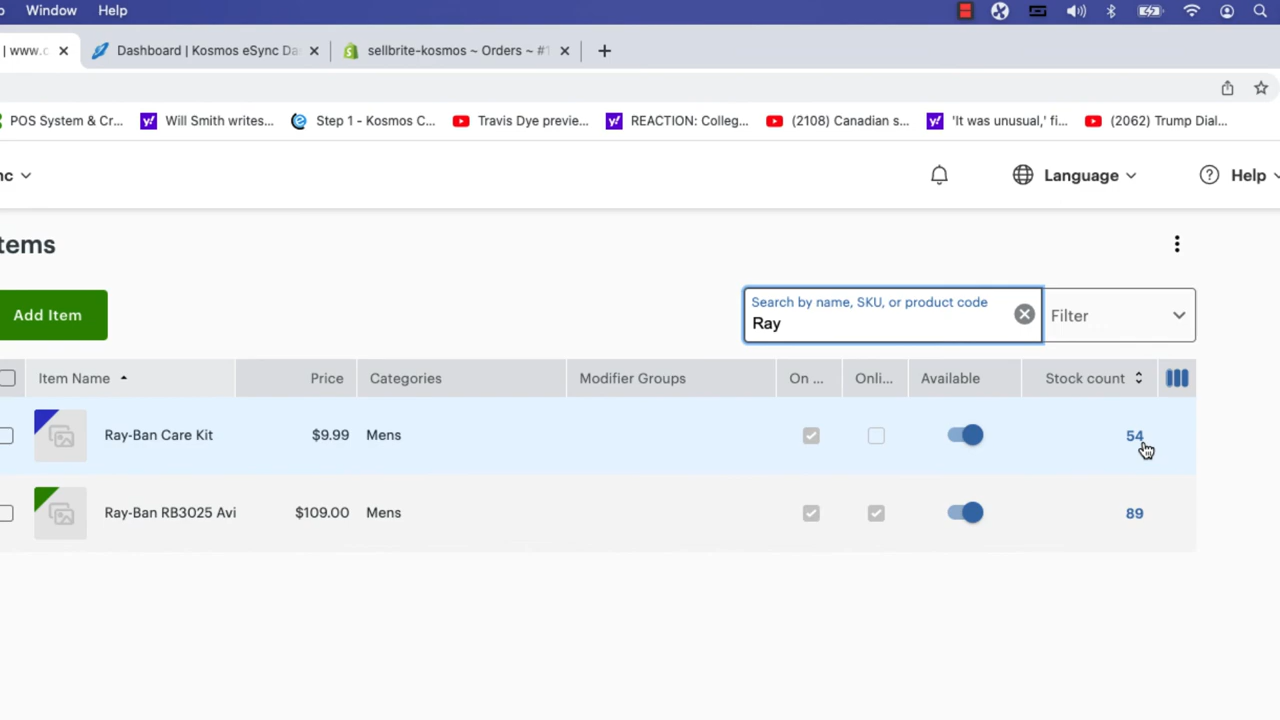 Window Help
| www.c
Dashboard | Kosmos eSync Da
sellbrite-kosmos ~ Orders ~ #1
POS System & Cr... Will Smith writes... Step 1 - Kosmos C... Travis Dye previe... REACTION: Colleg... (2108) Canadian s... 'It was unusual,' fi... (2062) Trump Dial...
nc Language Help
tems
Add Item
Search by name, SKU, or product code
Ray
Filter
Item Name Price Categories Modifier Groups On ... Onli... Available Stock count
Ray-Ban Care Kit $9.99 Mens 54
Ray-Ban RB3025 Avi $109.00 Mens 89